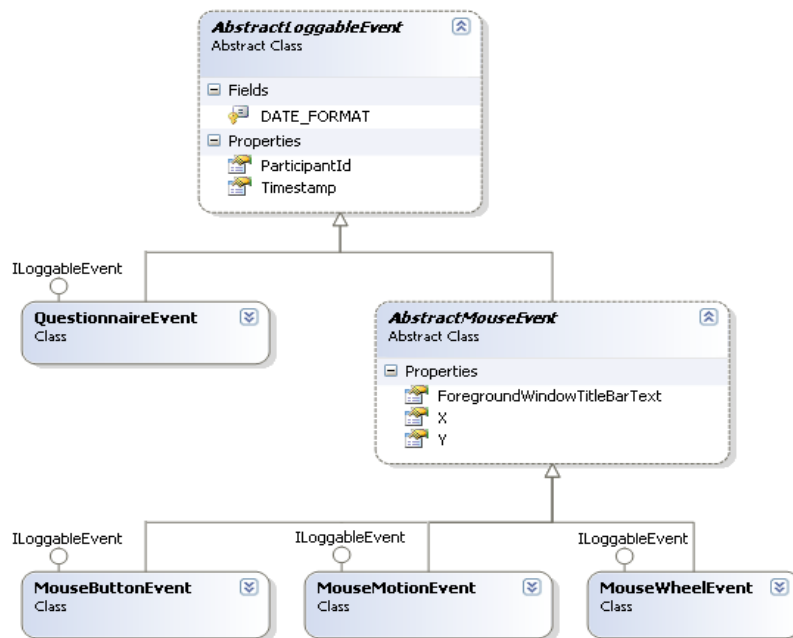 AbstractLoggableEvent
Abstract Class
Fields
DATE_FORMAT
Properties
ParticipantId
Timestamp
ILoggableEvent
QuestionnaireEvent
Class
AbstractMouseEvent
Abstract Class
Properties
ForegroundWindowTitleBarText
X
Y
ILoggableEvent
MouseButtonEvent
Class
ILoggableEvent
MouseMotionEvent
Class
ILoggableEvent
MouseWheelEvent
Class